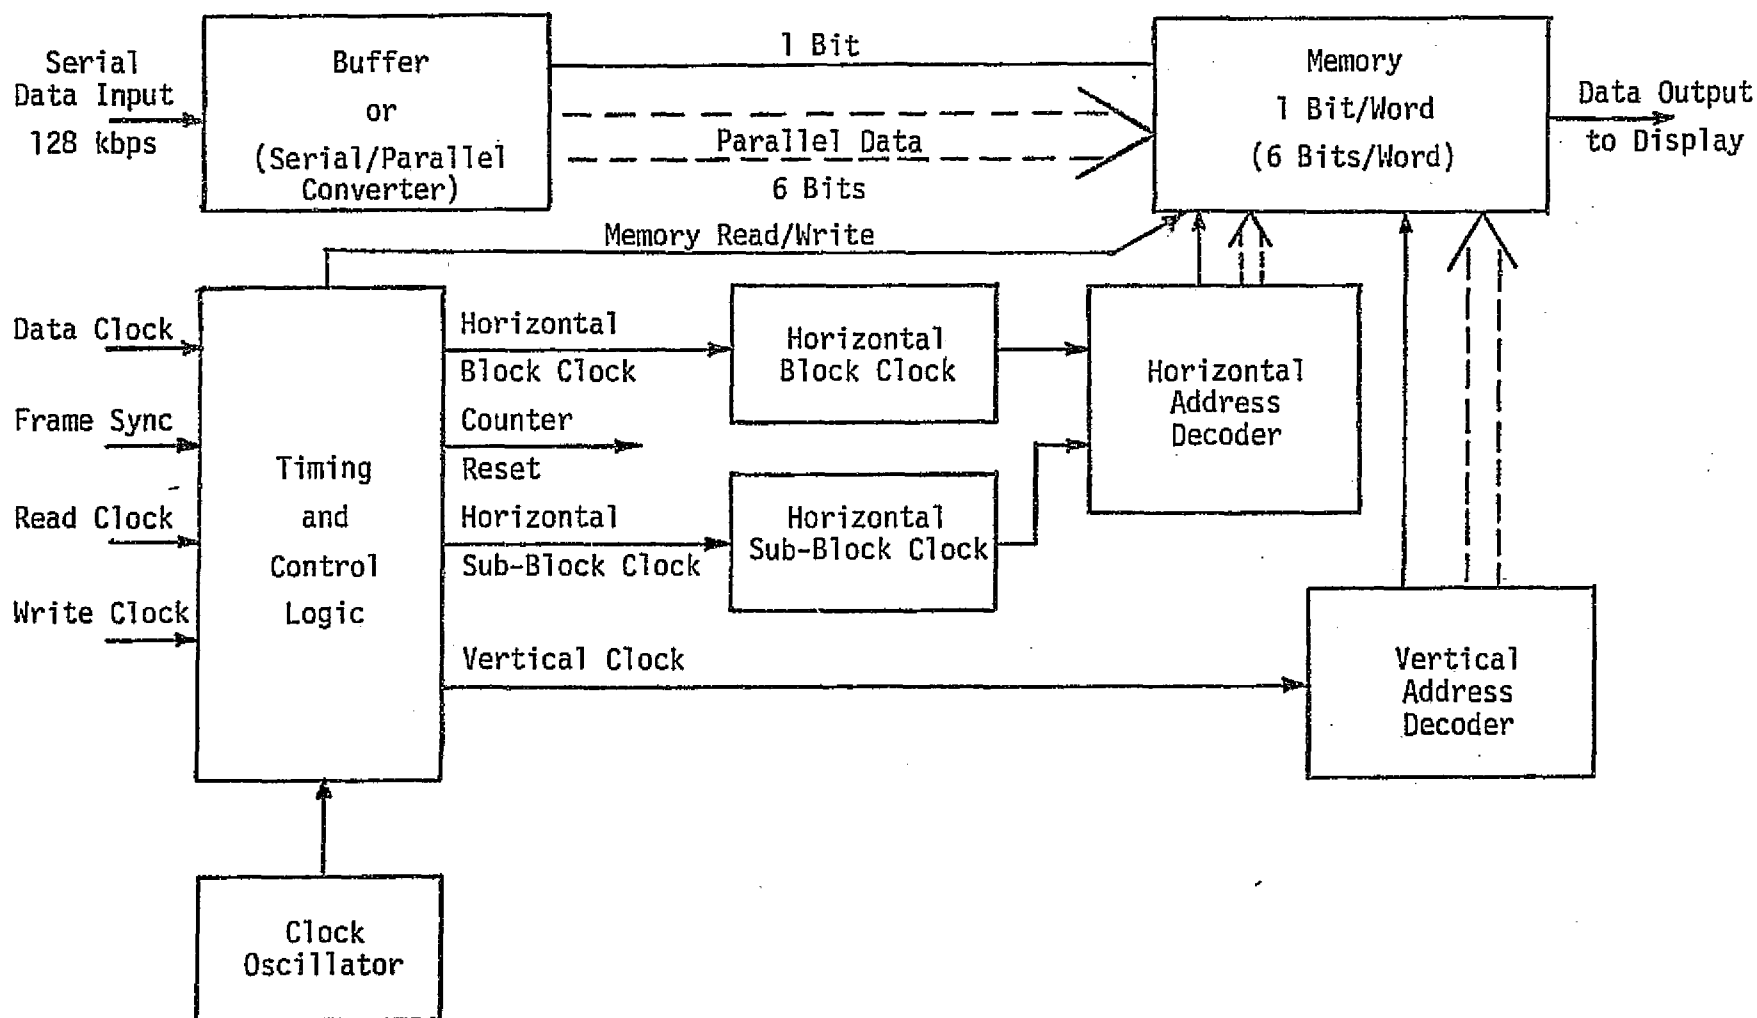 Serial
Data Input
128 kbps
Buffer
or
(Serial/Parallel
Converter)
1 Bit
Parallel Data
6 Bits
Memory
1 Bit/Word
(6 Bits/Word)
Data Output
to Display
Memory Read/Write
Data Clock
Frame Sync
Read Clock
Write Clock
Timing
and
Control
Logic
Horizontal
Block Clock
Counter
Reset
Horizontal
Sub-Block Clock
Vertical Clock
Horizontal
Block Clock
Horizontal
Sub-Block Clock
Horizontal
Address
Decoder
Vertical
Address
Decoder
Clock
Oscillator